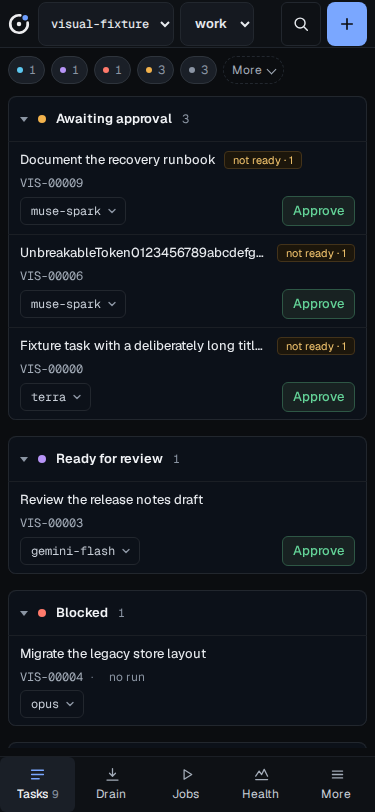 visual-fixture work
1 1 1 3 3 More
Awaiting approval 3
Document the recovery runbook not ready · 1
VIS-00009
muse-spark Approve
UnbreakableToken0123456789abcdefg… not ready · 1
VIS-00006
muse-spark Approve
Fixture task with a deliberately long titl… not ready · 1
VIS-00000
terra Approve
Ready for review 1
Review the release notes draft
VIS-00003
gemini-flash Approve
Blocked 1
Migrate the legacy store layout
VIS-00004 · no run
opus
Tasks 9 Drain Jobs Health More